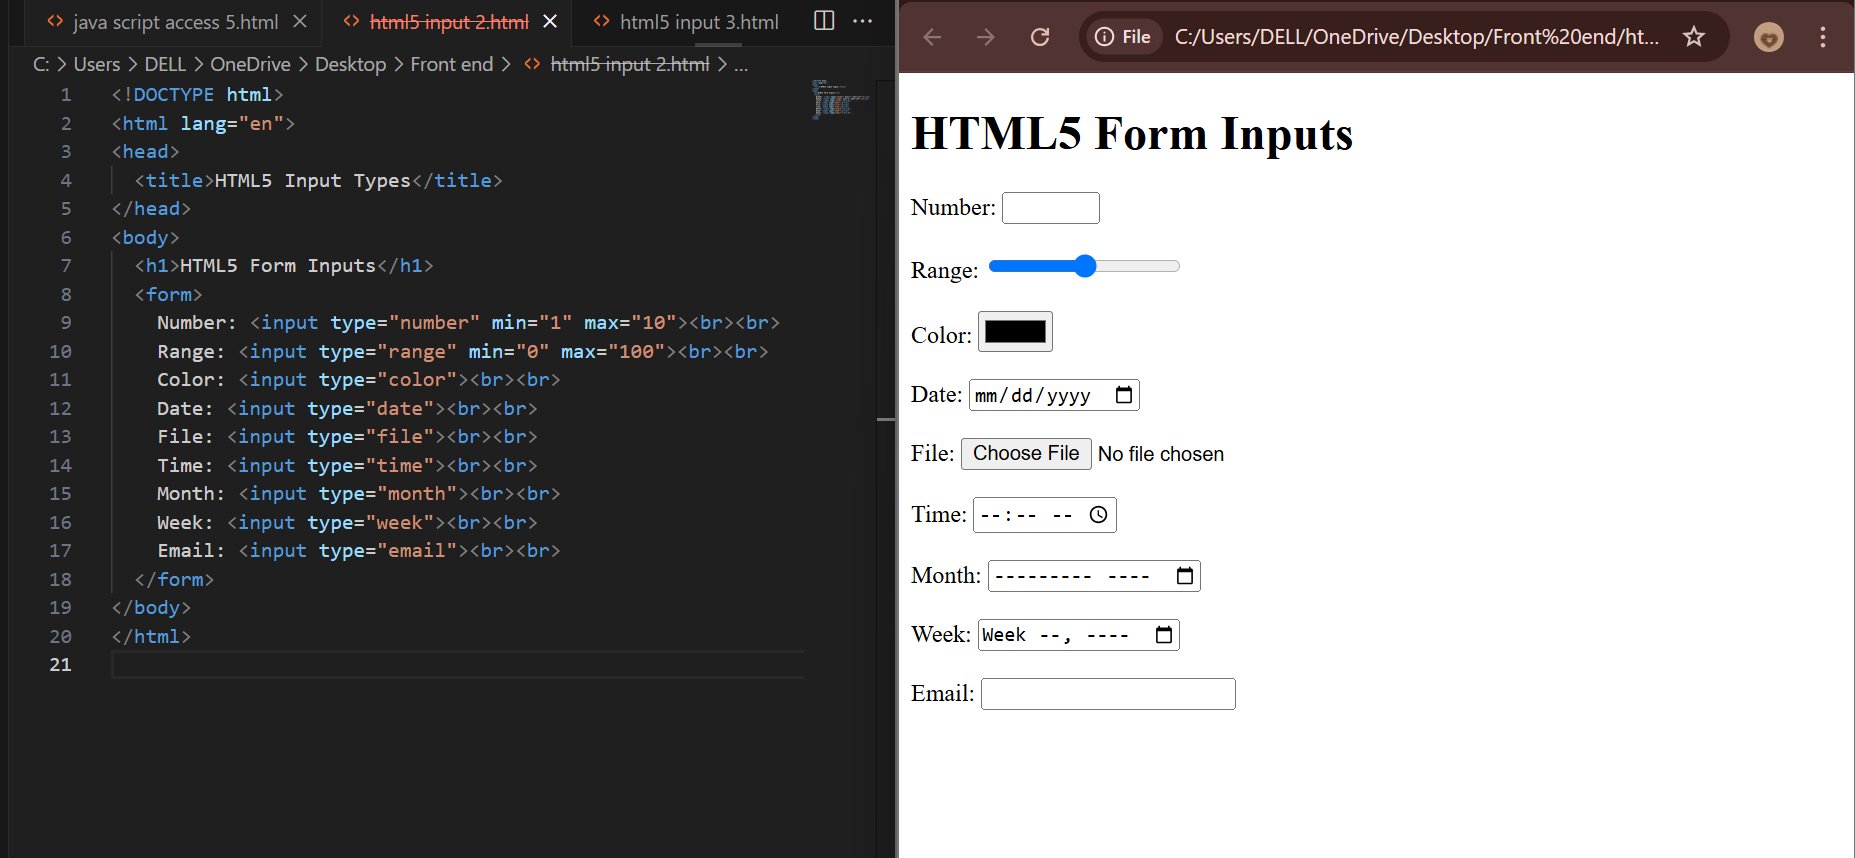 java script access 5.html
html5 input 2.html
html5 input 3.html
C: > Users > DELL > OneDrive > Desktop > Front end > html5 input 2.html > ...
1 <!DOCTYPE html>
2 <html lang="en">
3 <head>
4 <title>HTML5 Input Types</title>
5 </head>
6 <body>
7 <h1>HTML5 Form Inputs</h1>
8 <form>
9 Number: <input type="number" min="1" max="10"><br><br>
10 Range: <input type="range" min="0" max="100"><br><br>
11 Color: <input type="color"><br><br>
12 Date: <input type="date"><br><br>
13 File: <input type="file"><br><br>
14 Time: <input type="time"><br><br>
15 Month: <input type="month"><br><br>
16 Week: <input type="week"><br><br>
17 Email: <input type="email"><br><br>
18 </form>
19 </body>
20 </html>
21
File C:/Users/DELL/OneDrive/Desktop/Front%20end/ht...
HTML5 Form Inputs
Number:
Range:
Color:
Date: mm/dd/yyyy
File: Choose File No file chosen
Time: --:-- --
Month: --------- ----
Week: Week --, ----
Email: